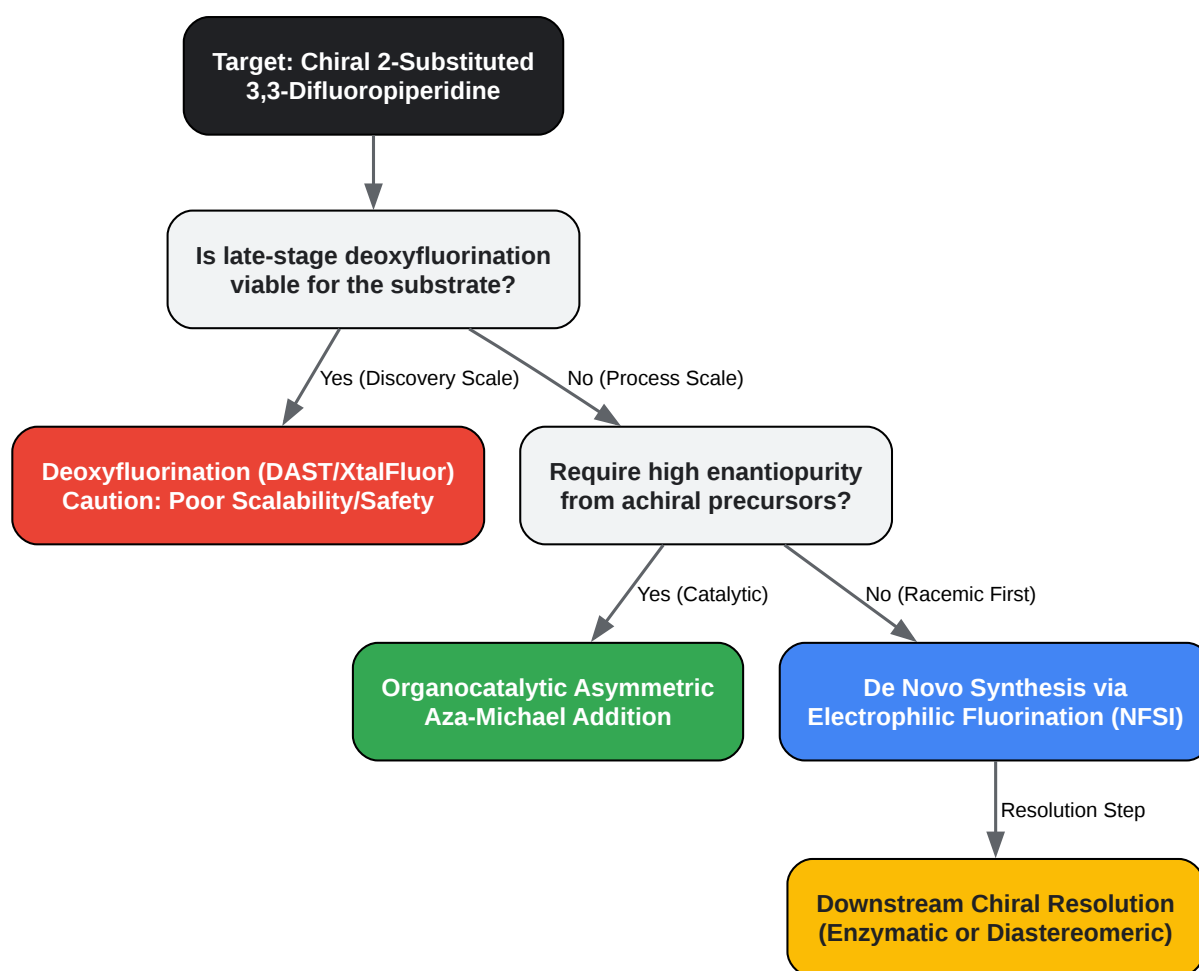 Target: Chiral 2-Substituted
3,3-Difluoropiperidine
Is late-stage deoxyfluorination
viable for the substrate?
Yes (Discovery Scale)
No (Process Scale)
Deoxyfluorination (DAST/XtalFluor)
Caution: Poor Scalability/Safety
Require high enantiopurity
from achiral precursors?
Yes (Catalytic)
No (Racemic First)
Organocatalytic Asymmetric
Aza-Michael Addition
De Novo Synthesis via
Electrophilic Fluorination (NFSI)
Resolution Step
Downstream Chiral Resolution
(Enzymatic or Diastereomeric)